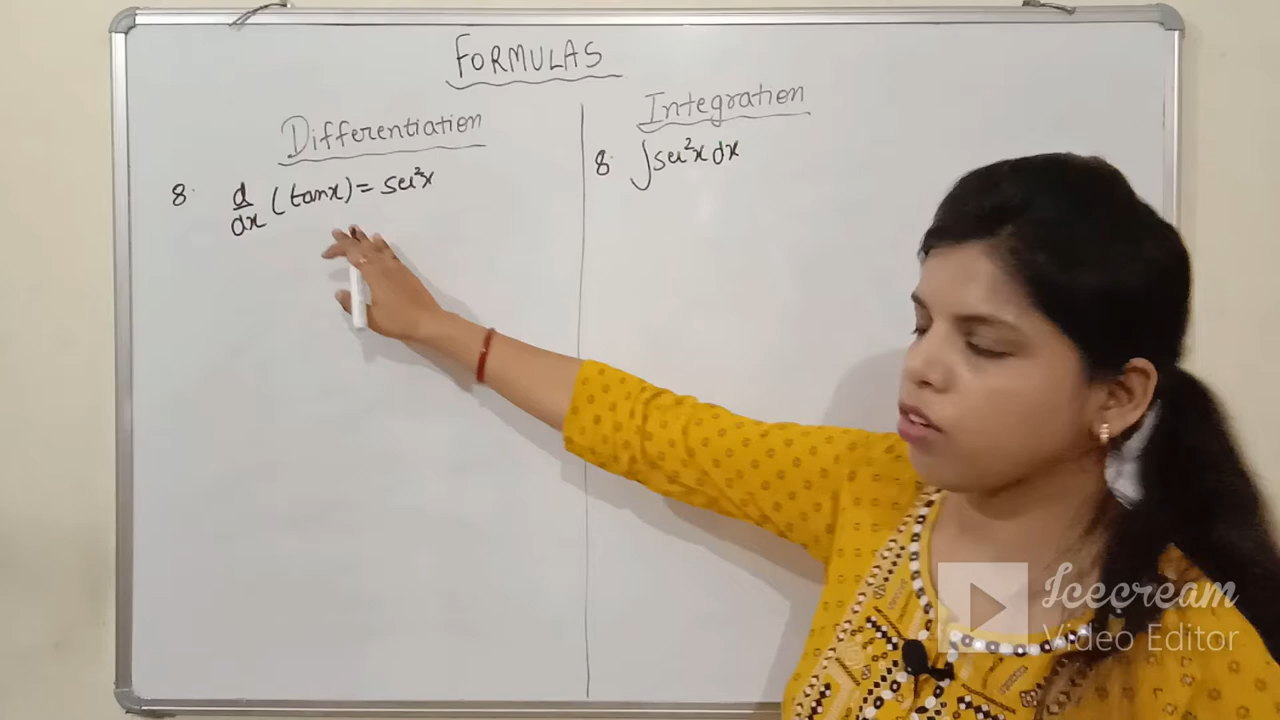 FORMULAS
Differentiation
8. d/dx (tanx) = sec²x
Integration
8. ∫sec²x dx
Icecream
Video Editor